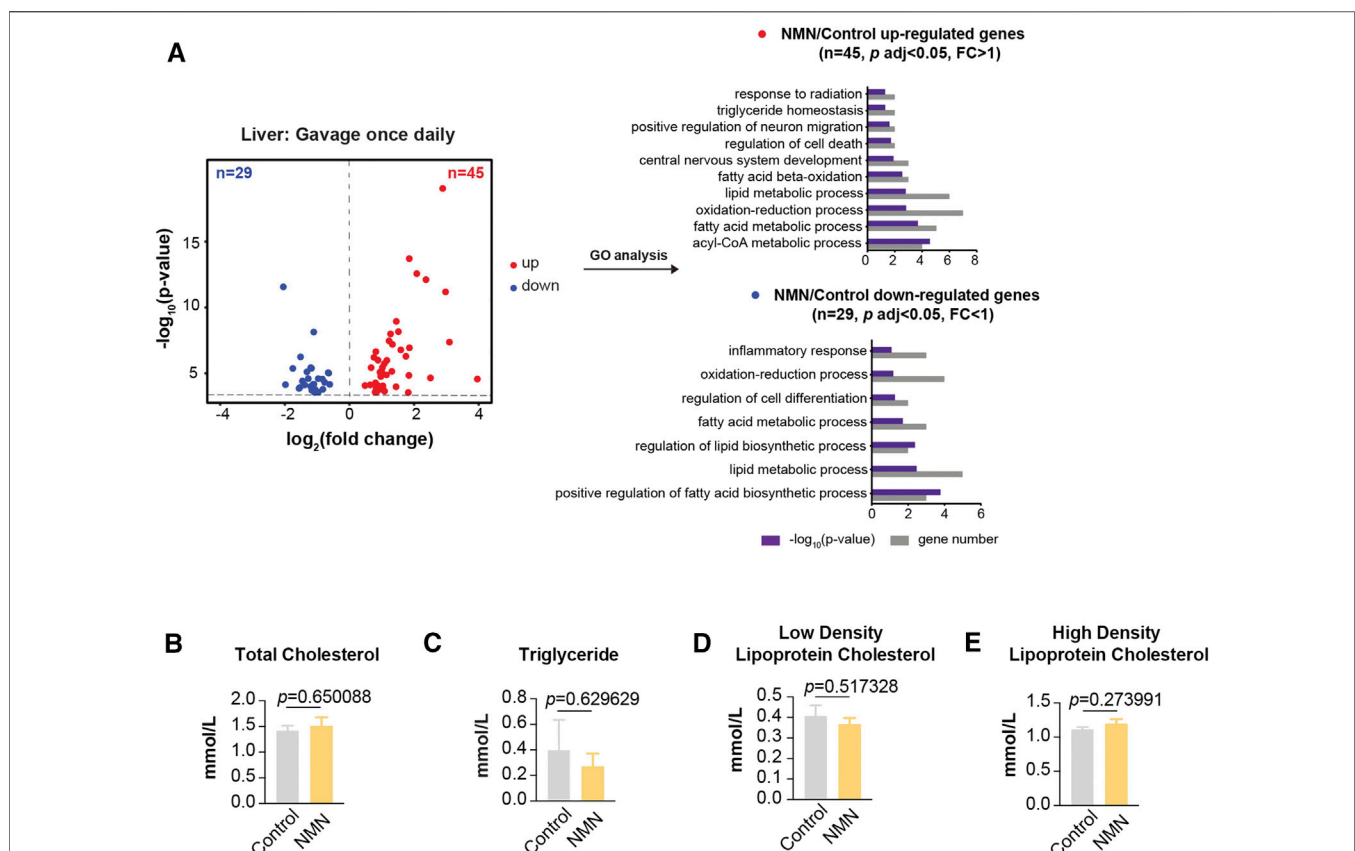 A
Liver: Gavage once daily
n=29
n=45
15
10
5
-log10(p-value)
-4
-2
0
2
4
log2(fold change)
up
down
GO analysis
NMN/Control up-regulated genes
(n=45, p adj<0.05, FC>1)
response to radiation
triglyceride homeostasis
positive regulation of neuron migration
regulation of cell death
central nervous system development
fatty acid beta-oxidation
lipid metabolic process
oxidation-reduction process
fatty acid metabolic process
acyl-CoA metabolic process
0 2 4 6 8
NMN/Control down-regulated genes
(n=29, p adj<0.05, FC<1)
inflammatory response
oxidation-reduction process
regulation of cell differentiation
fatty acid metabolic process
regulation of lipid biosynthetic process
lipid metabolic process
positive regulation of fatty acid biosynthetic process
0 2 4 6
-log10(p-value)
gene number
B
Total Cholesterol
p=0.650088
mmol/L
2.0
1.5
1.0
0.5
0.0
Control
NMN
C
Triglyceride
p=0.629629
mmol/L
0.8
0.6
0.4
0.2
0.0
Control
NMN
D
Low Density
Lipoprotein Cholesterol
p=0.517328
mmol/L
0.5
0.4
0.3
0.2
0.1
0.0
Control
NMN
E
High Density
Lipoprotein Cholesterol
p=0.273991
mmol/L
1.5
1.0
0.5
0.0
Control
NMN